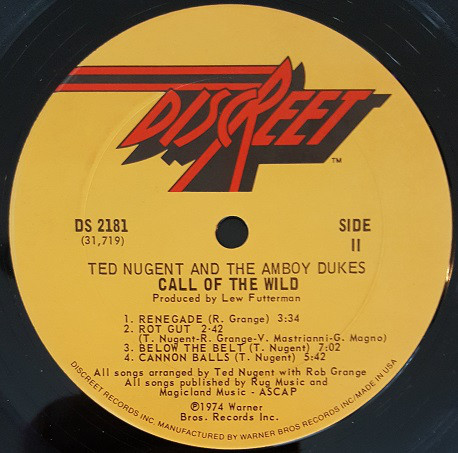 DISCREET
TM
DS 2181
(31,719)
SIDE
II
TED NUGENT AND THE AMBOY DUKES
CALL OF THE WILD
Produced by Lew Futterman
1. RENEGADE (R. Grange) 3:34
2. ROT GUT 2:42
(T. Nugent-R. Grange-V. Mastrianni-G. Magno)
3. BELOW THE BELT (T. Nugent) 7:02
4. CANNON BALLS (T. Nugent) 5:42
All songs arranged by Ted Nugent with Rob Grange
All songs published by Rug Music and
Magicland Music - ASCAP
℗1974 Warner
Bros. Records Inc.
DISCREET RECORDS INC. MANUFACTURED BY WARNER BROS RECORDS INC. MADE IN USA